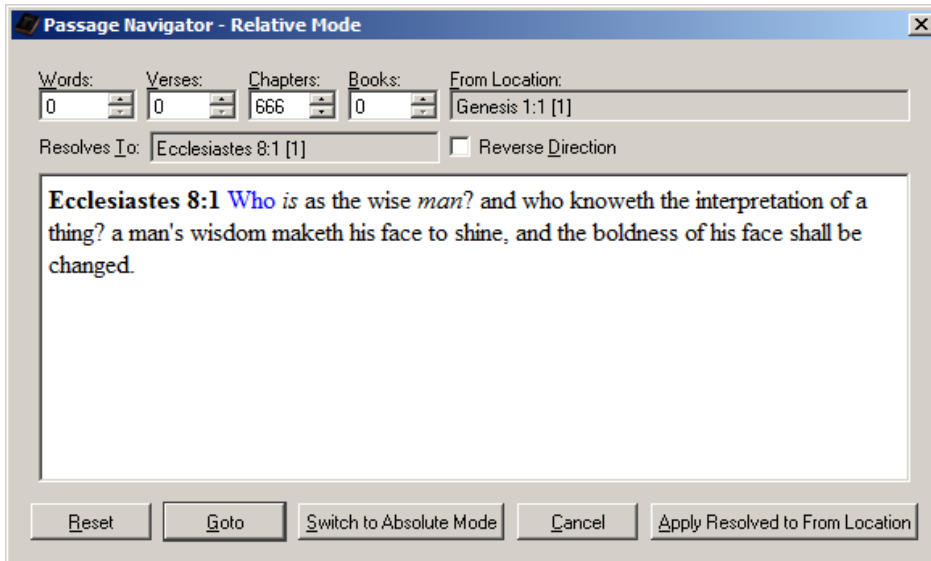 Passage Navigator - Relative Mode
Words: Verses: Chapters: Books: From Location:
0 0 666 0 Genesis 1:1 [1]
Resolves To: Ecclesiastes 8:1 [1] Reverse Direction
Ecclesiastes 8:1 Who is as the wise man? and who knoweth the interpretation of a
thing? a man's wisdom maketh his face to shine, and the boldness of his face shall be
changed.
Reset Goto Switch to Absolute Mode Cancel Apply Resolved to From Location